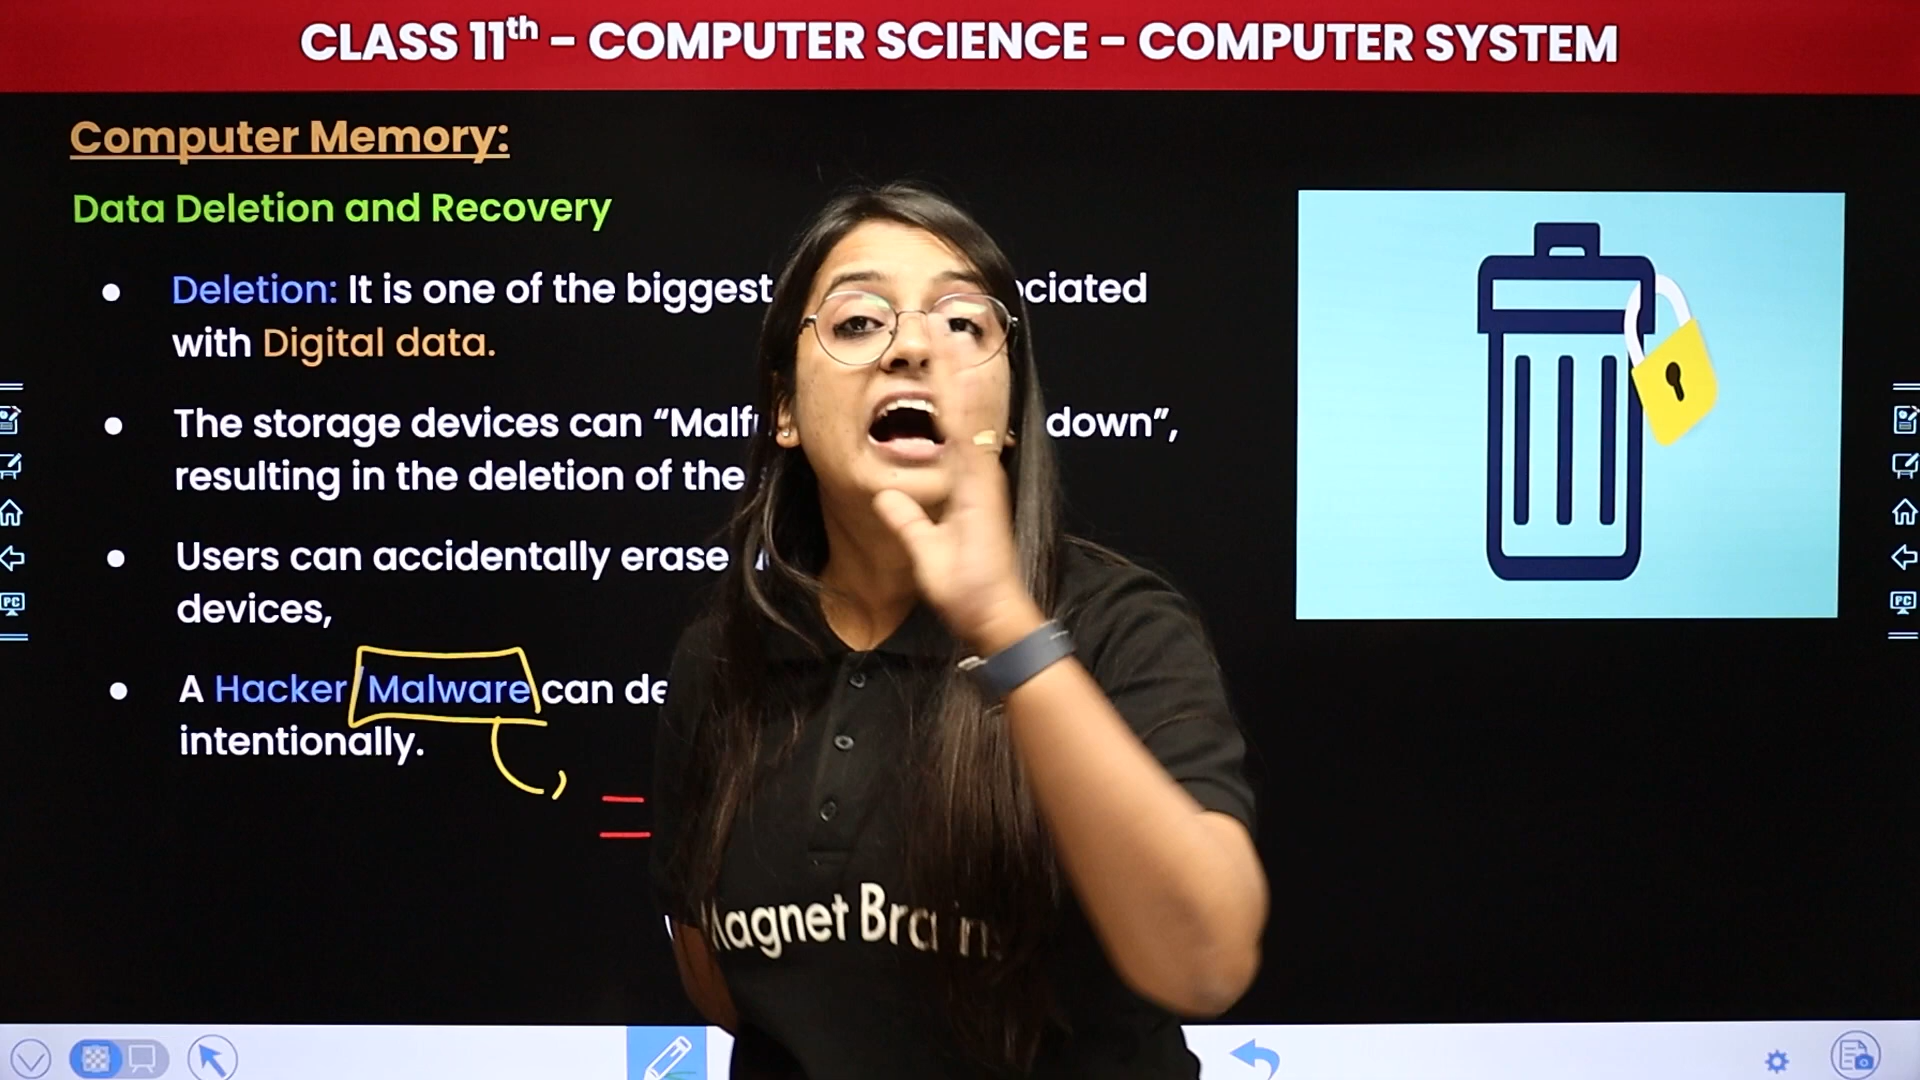 CLASS 11th - COMPUTER SCIENCE - COMPUTER SYSTEM
Computer Memory:
Data Deletion and Recovery
Deletion: It is one of the biggest
with Digital data.
The storage devices can “Malf down”,
resulting in the deletion of the
Users can accidentally erase
devices,
A Hacker/Malware can de
intentionally.
agnet Bra
PC
PC